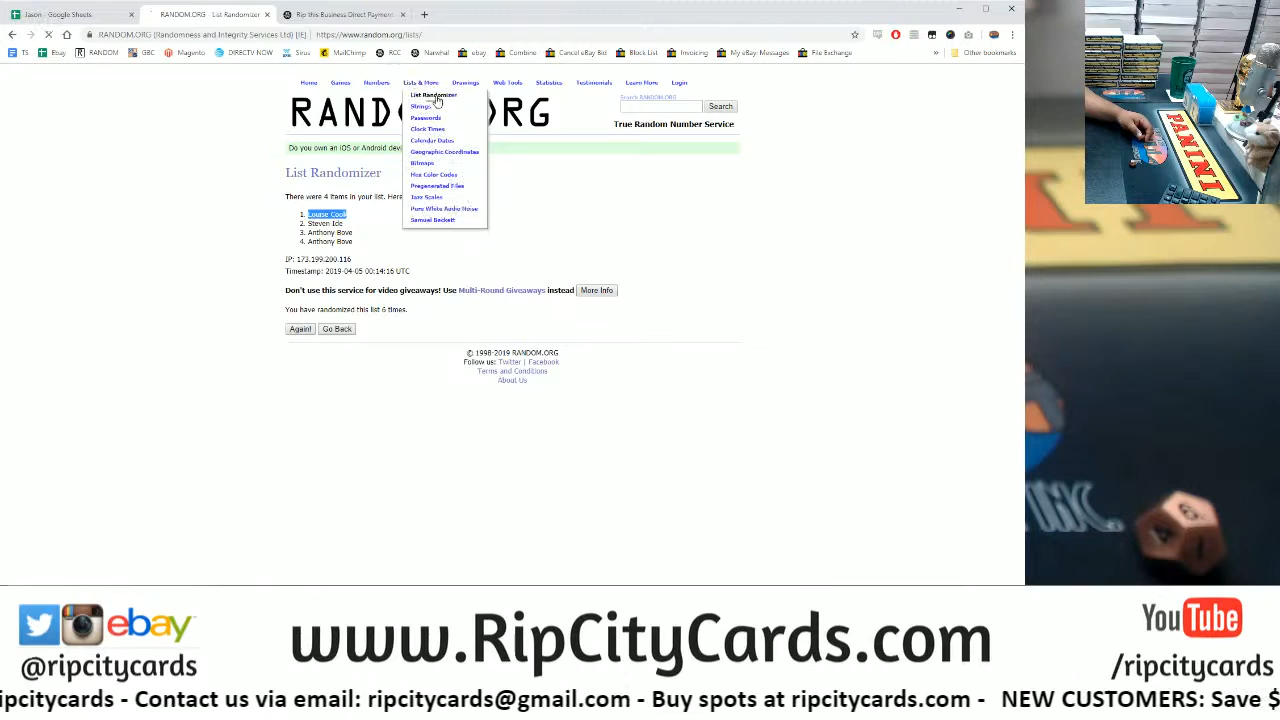 Jason - Google Sheets
RANDOM.ORG - List Randomizer
Rip this Business Direct Payment
RANDOM.ORG (Randomness and Integrity Services Ltd) [IE] | https://www.random.org/lists/
TS Ebay RANDOM GBC Magento DIRECTV NOW Sirius MailChimp Narwhal ebay Combine Cancel eBay Bid Block List Invoicing My eBay Messages File Exchange » Other bookmarks
Home Games Numbers Lists & More Drawings Web Tools Statistics Testimonials Learn More Login
List Randomizer
Strings
Passwords
Clock Times
Calendar Dates
Geographic Coordinates
Bitmaps
Hex Color Codes
Pregenerated Files
Jazz Scales
Pure White Audio Noise
Samuel Beckett
Search RANDOM.ORG
Search
True Random Number Service
Do you own an iOS or Android devi
List Randomizer
There were 4 items in your list. Here
1. Louise Cook
2. Steven Ide
3. Anthony Bove
4. Anthony Bove
IP: 173.199.200.116
Timestamp: 2019-04-05 00:14:16 UTC
Don't use this service for video giveaways! Use Multi-Round Giveaways instead More Info
You have randomized this list 6 times.
Again! Go Back
© 1998-2019 RANDOM.ORG
Follow us: Twitter | Facebook
Terms and Conditions
About Us
PANINI
ebay
@ripcitycards
www.RipCityCards.com
YouTube
/ripcitycards
ripcitycards - Contact us via email: ripcitycards@gmail.com - Buy spots at ripcitycards.com - NEW CUSTOMERS: Save $